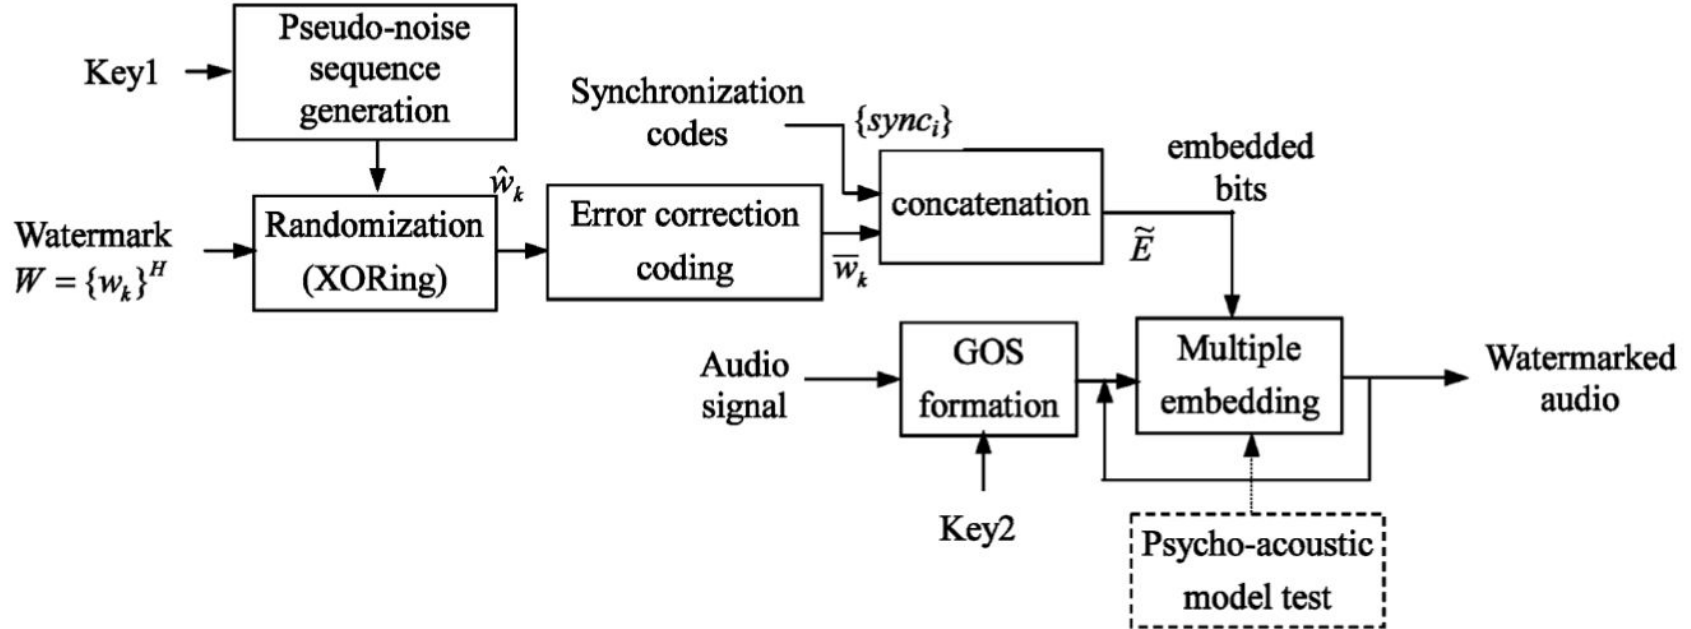 Key1
Pseudo-noise
sequence
generation
Synchronization
codes
{sync_i}
embedded
bits
Watermark
W = {w_k}^H
Randomization
(XORing)
ŵ_k
Error correction
coding
w̅_k
concatenation
Ẽ
Audio
signal
GOS
formation
Key2
Multiple
embedding
Watermarked
audio
Psycho-acoustic
model test